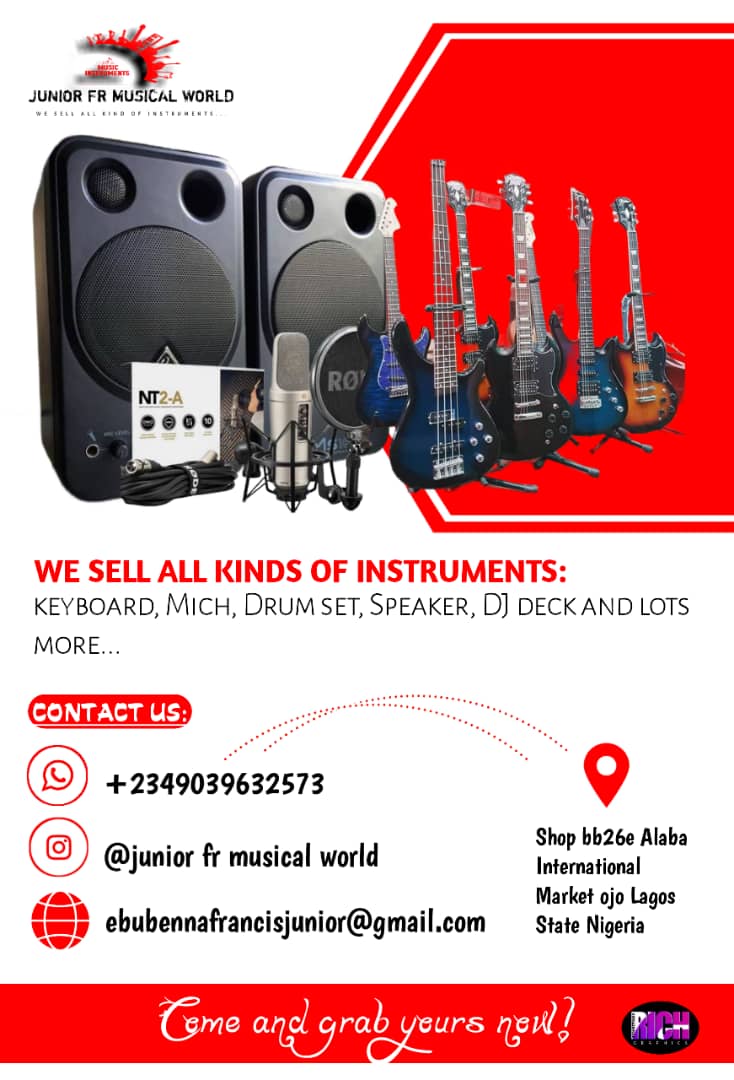 MUSIC
INSTRUMENTS
JUNIOR FR MUSICAL WORLD
WE SELL ALL KIND OF INSTRUMENTS...
NT2-A
RØ
WE SELL ALL KINDS OF INSTRUMENTS:
KEYBOARD, MICH, DRUM SET, SPEAKER, DJ DECK AND LOTS
MORE...
CONTACT US:
+2349039632573
@junior fr musical world
ebubennafrancisjunior@gmail.com
Shop bb26e Alaba
International
Market ojo Lagos
State Nigeria
Come and grab yours now!
RICH
GRAPHICS